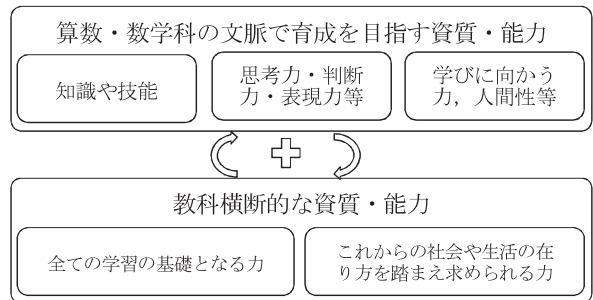 算数・数学科の文脈で育成を目指す資質・能力
知識や技能
思考力・判断
力・表現力等
学びに向かう
力，人間性等
教科横断的な資質・能力
全ての学習の基礎となる力
これからの社会や生活の在
り方を踏まえ求められる力